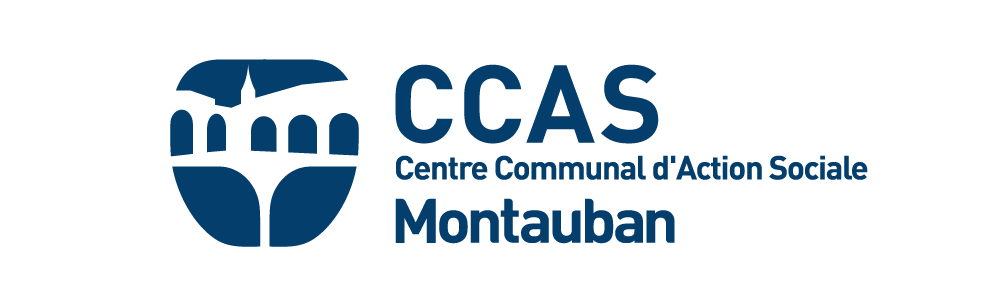 CCAS
Centre Communal d'Action Sociale
Montauban